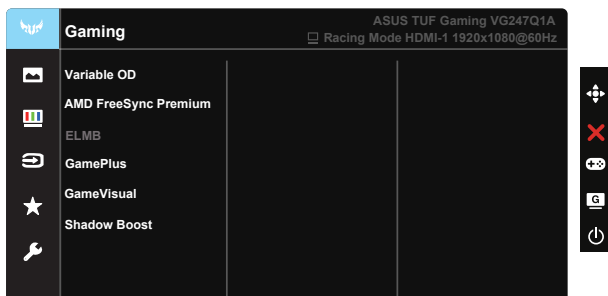 Gaming
ASUS TUF Gaming VG247Q1A
Racing Mode HDMI-1 1920x1080@60Hz
Variable OD
AMD FreeSync Premium
ELMB
GamePlus
GameVisual
Shadow Boost
G